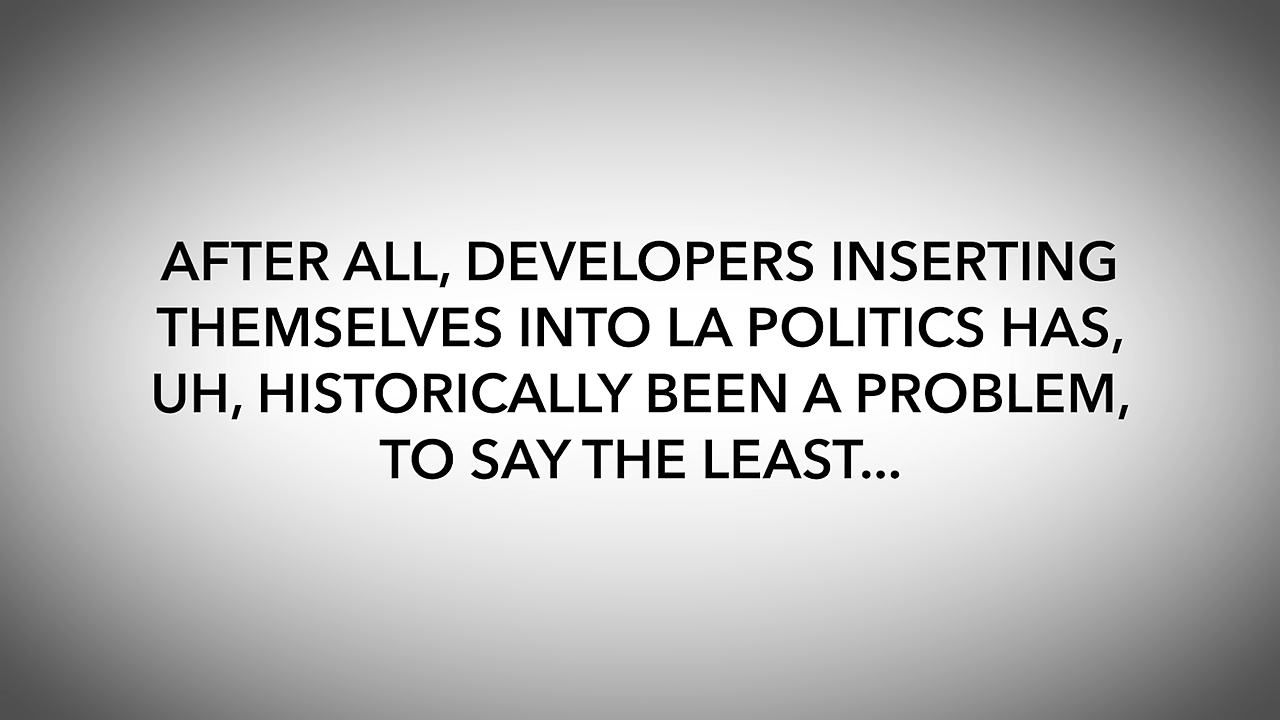 AFTER ALL, DEVELOPERS INSERTING
THEMSELVES INTO LA POLITICS HAS,
UH, HISTORICALLY BEEN A PROBLEM,
TO SAY THE LEAST...